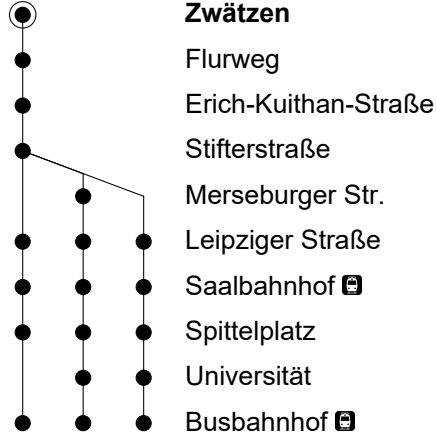 Zwätzen
Flurweg
Erich-Kuithan-Straße
Stifterstraße
Merseburger Str.
Leipziger Straße
Saalbahnhof
Spittelplatz
Universität
Busbahnhof